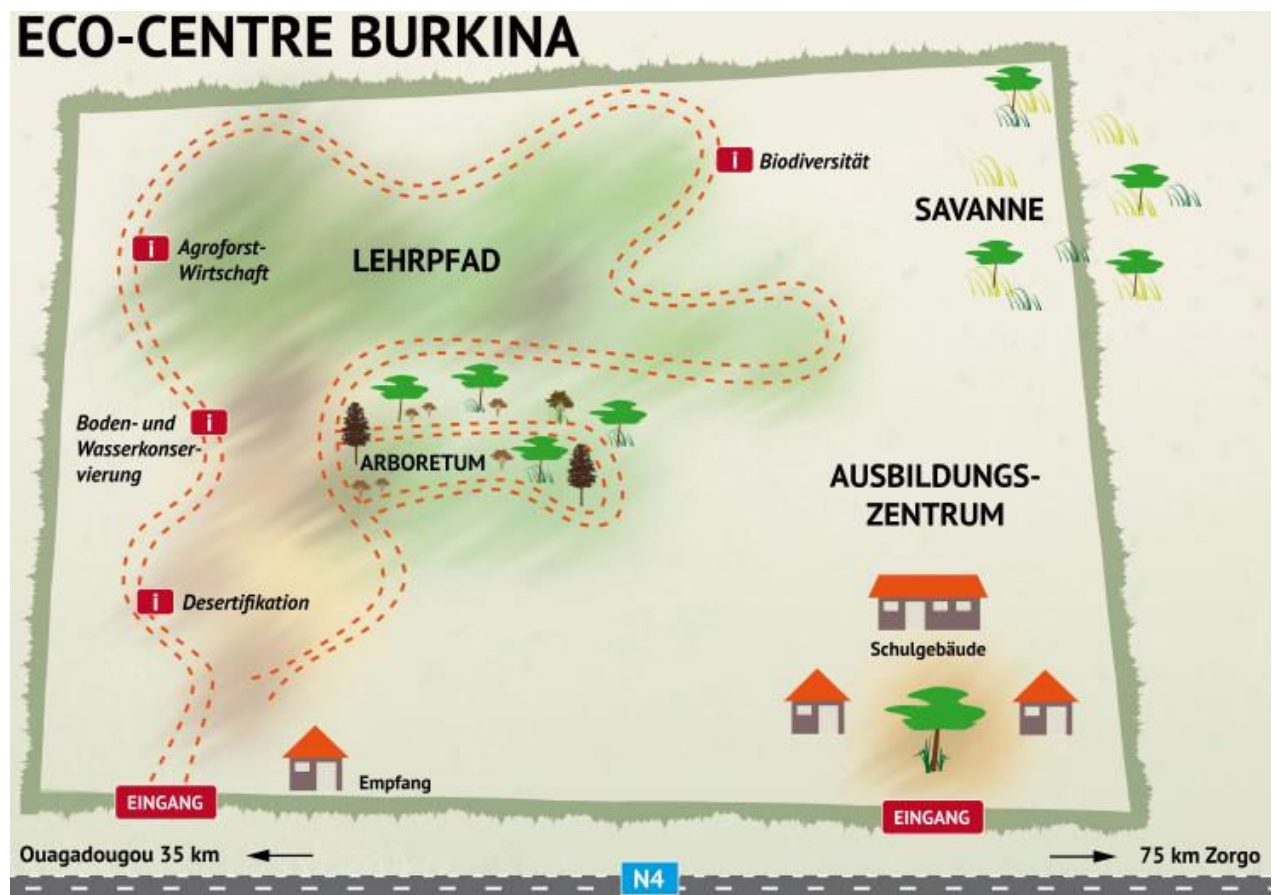 ECO-CENTRE BURKINA
i Biodiversität
SAVANNE
i Agroforst-
Wirtschaft
LEHRPFAD
Boden- und i
Wasserkonser-
vierung
ARBORETUM
AUSBILDUNGS-
ZENTRUM
i Desertifikation
Schulgebäude
Empfang
EINGANG
EINGANG
Ouagadougou 35 km
75 km Zorgo
N4